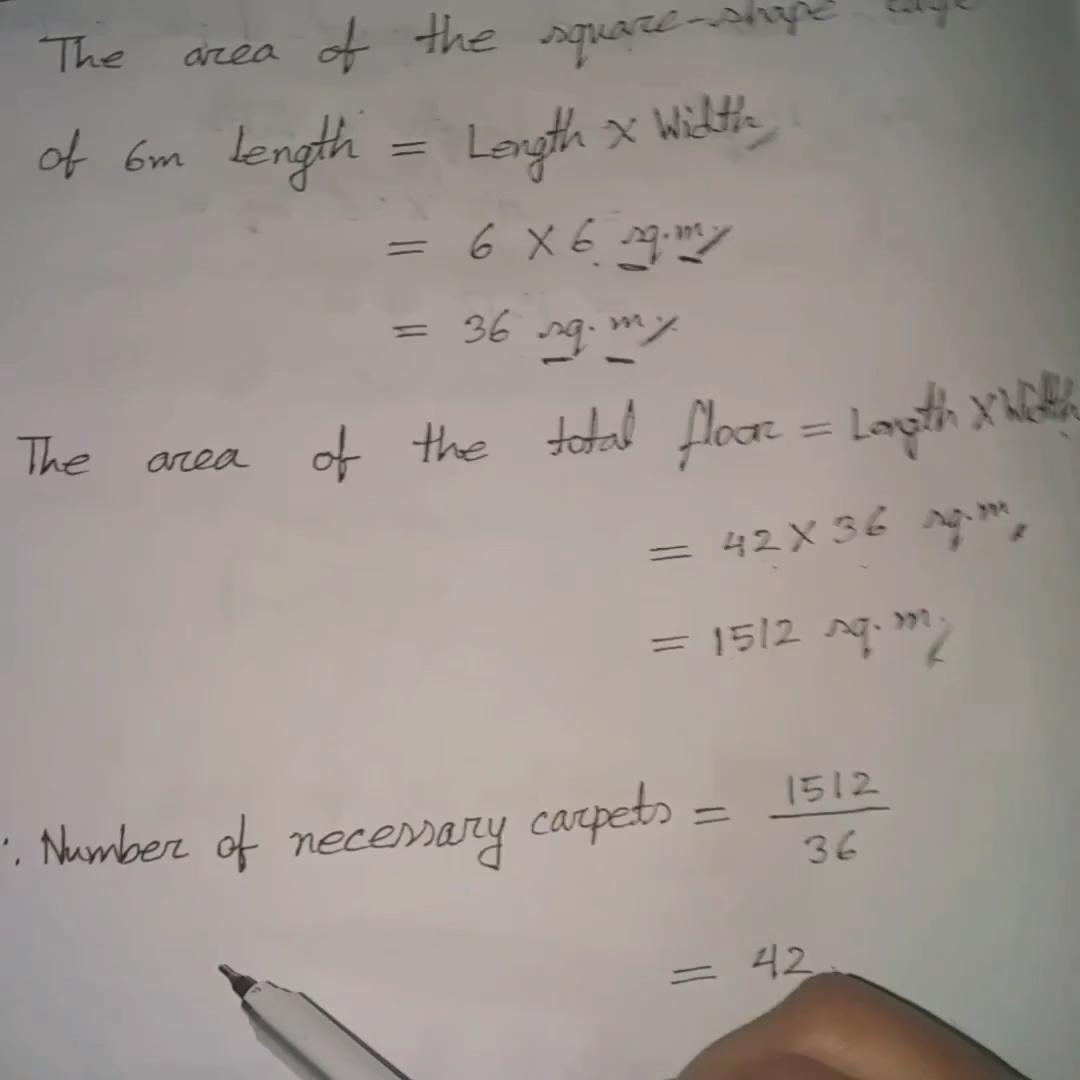 The area of the square-shape edge
of 6m length = Length × Width
= 6 × 6 sq.m
= 36 sq.m
The area of the total floor = Length × Width
= 42 × 36 sq.m
= 1512 sq.m.
∴ Number of necessary carpets = 1512
36
= 42